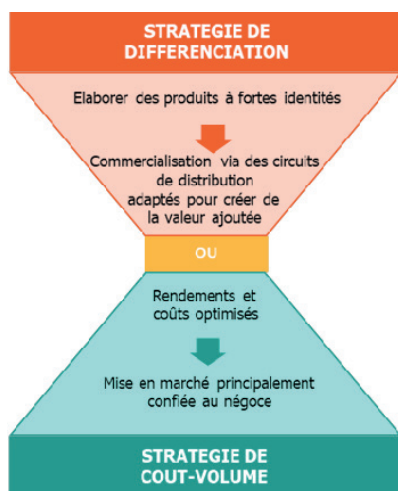 STRATEGIE DE
DIFFERENCIATION
Elaborer des produits à fortes identités
Commercialisation via des circuits
de distribution
adaptés pour créer de
la valeur ajoutée
OU
Rendements et
coûts optimisés
Mise en marché principalement
confiée au négoce
STRATEGIE DE
COUT-VOLUME